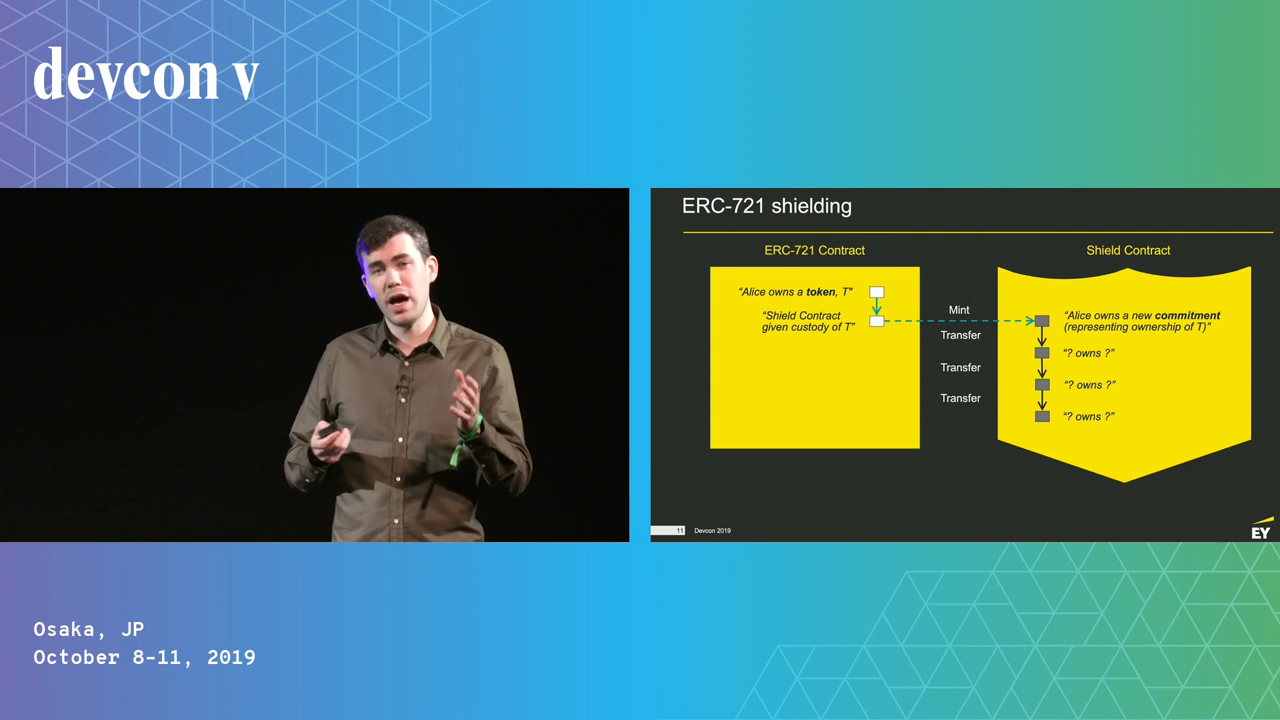 devcon v
ERC-721 shielding
ERC-721 Contract
“Alice owns a token, T”
“Shield Contract
given custody of T”
Mint
Transfer
Transfer
Transfer
Shield Contract
“Alice owns a new commitment
(representing ownership of T)”
“? owns ?”
“? owns ?”
“? owns ?”
11 Devcon 2019
EY
Osaka, JP
October 8-11, 2019